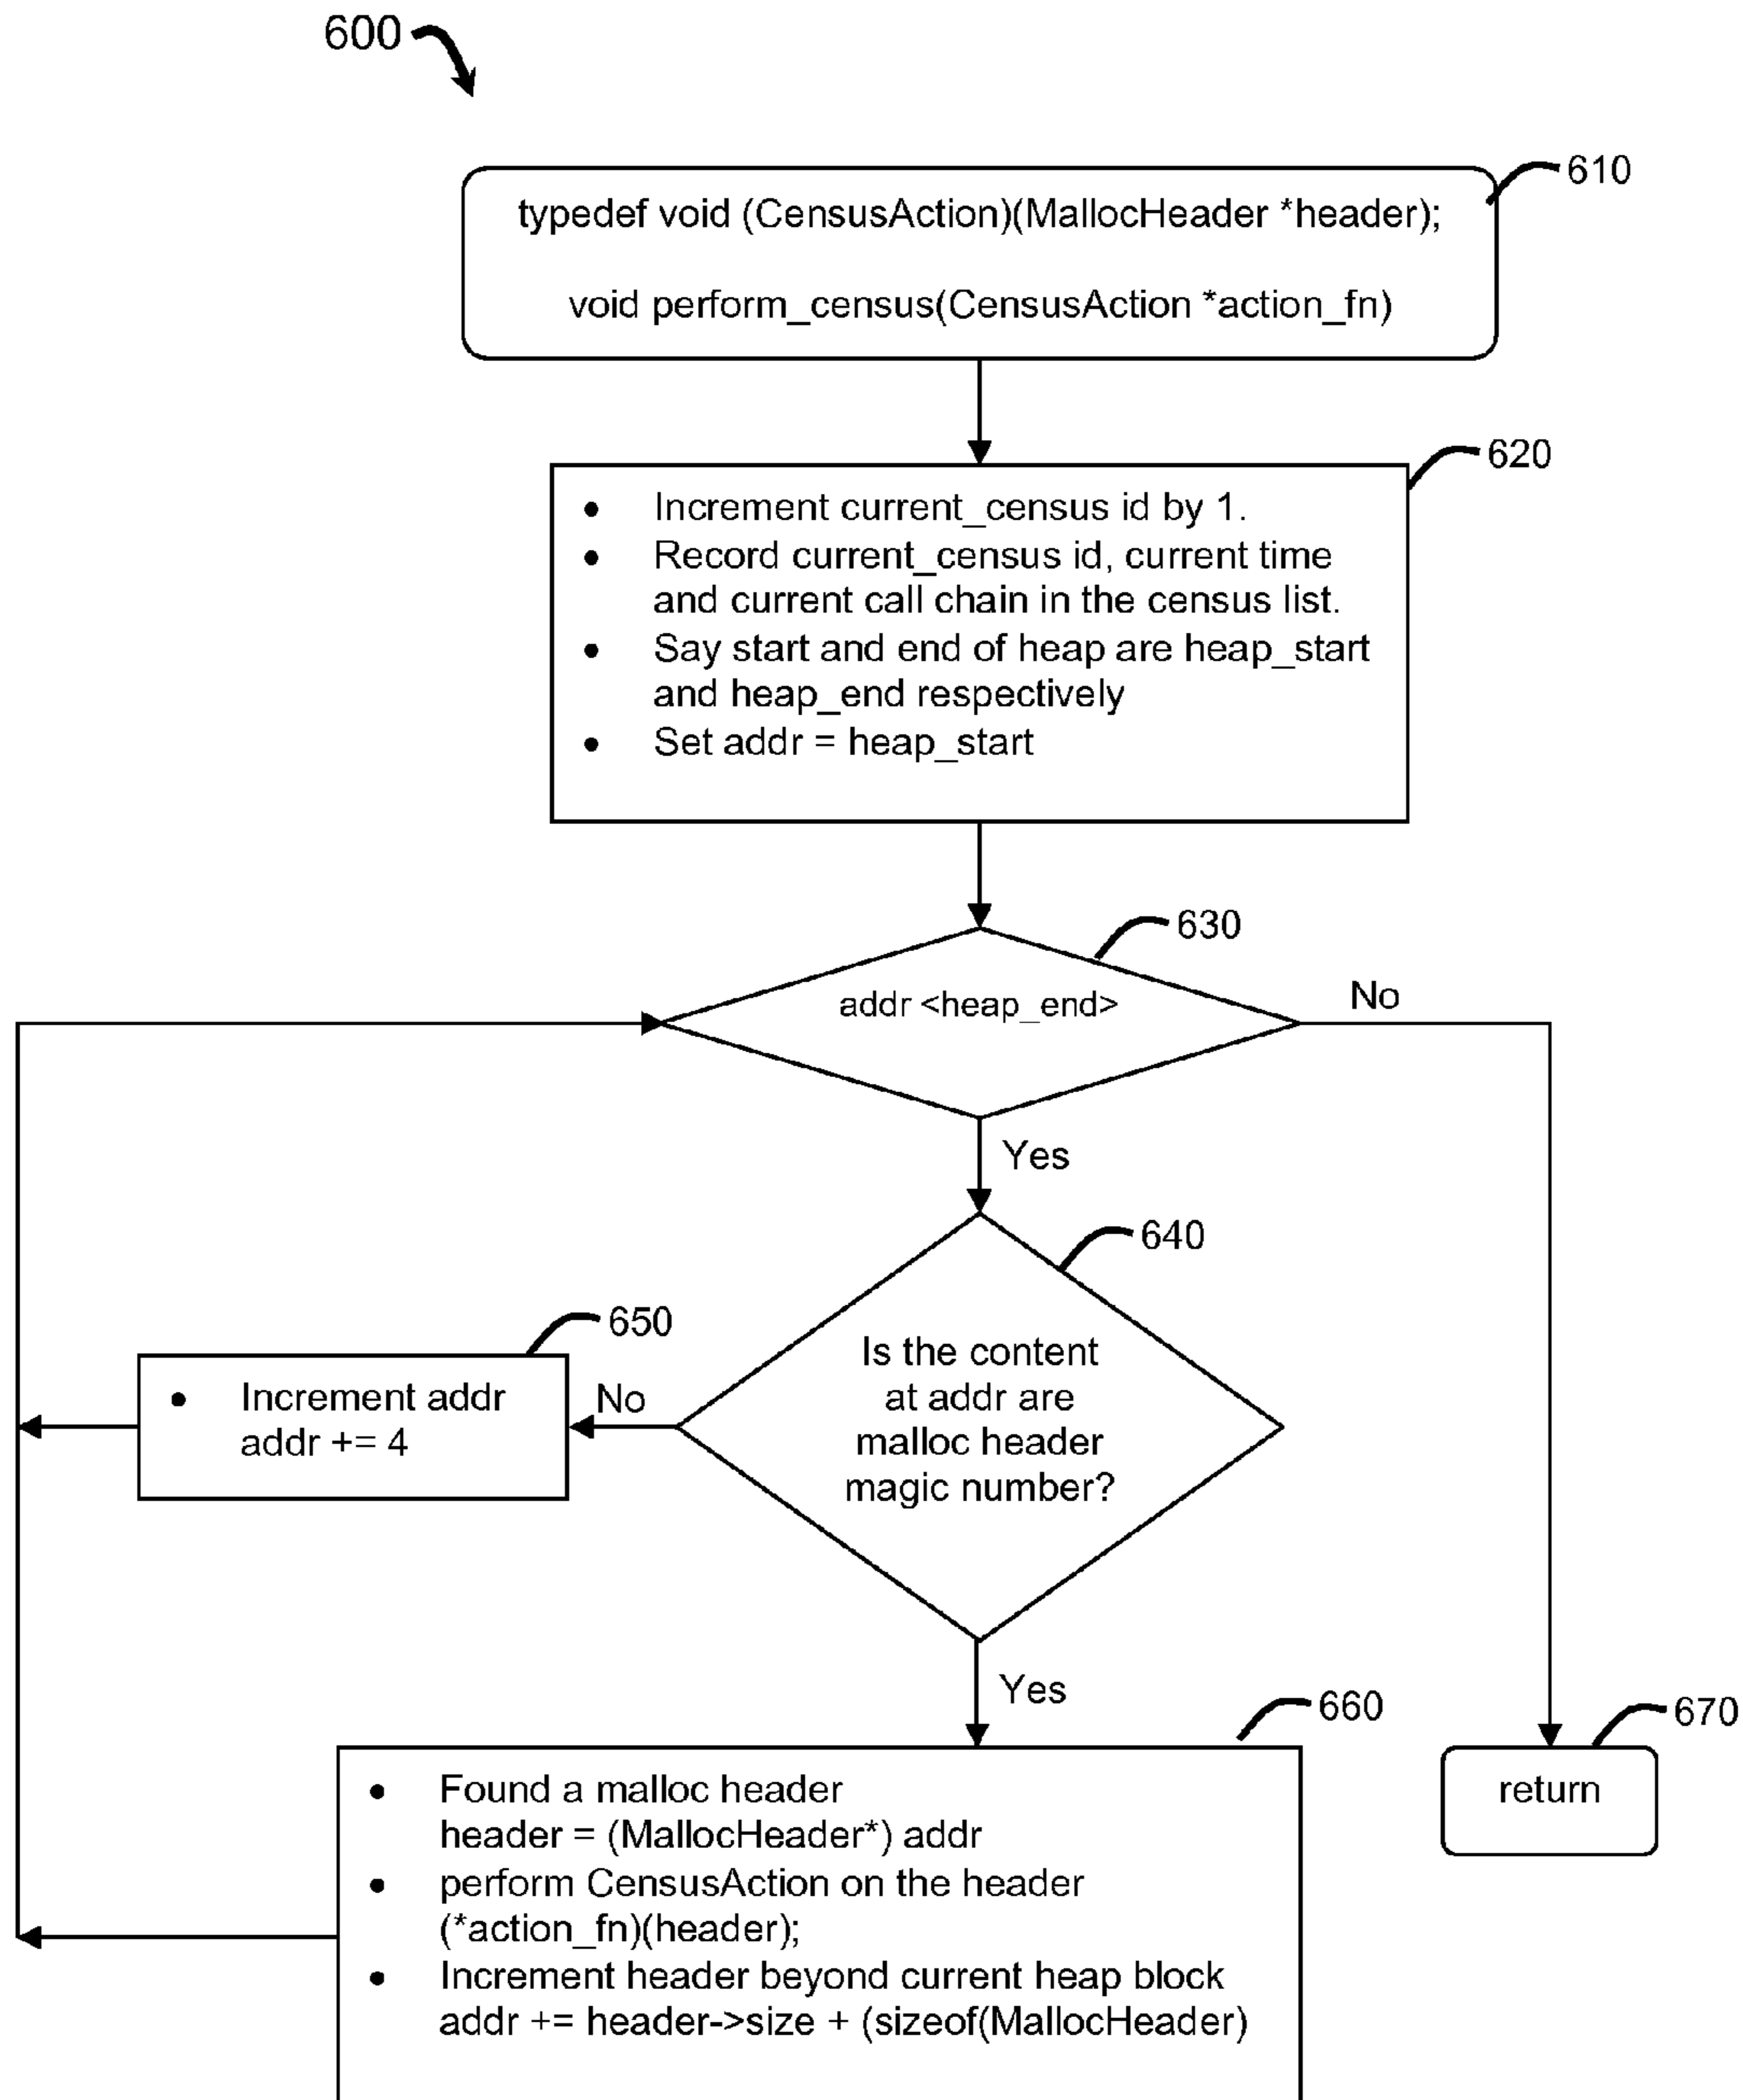 600
610
typedef void (CensusAction)(MallocHeader *header);
void perform_census(CensusAction *action_fn)
620
• Increment current_census id by 1.
• Record current_census id, current time
and current call chain in the census list.
• Say start and end of heap are heap_start
and heap_end respectively
• Set addr = heap_start
630
addr <heap_end>
No
Yes
640
Is the content
at addr are
malloc header
magic number?
650
No
• Increment addr
addr += 4
Yes
660
• Found a malloc header
header = (MallocHeader*) addr
• perform CensusAction on the header
(*action_fn)(header);
• Increment header beyond current heap block
addr += header->size + (sizeof(MallocHeader)
670
return